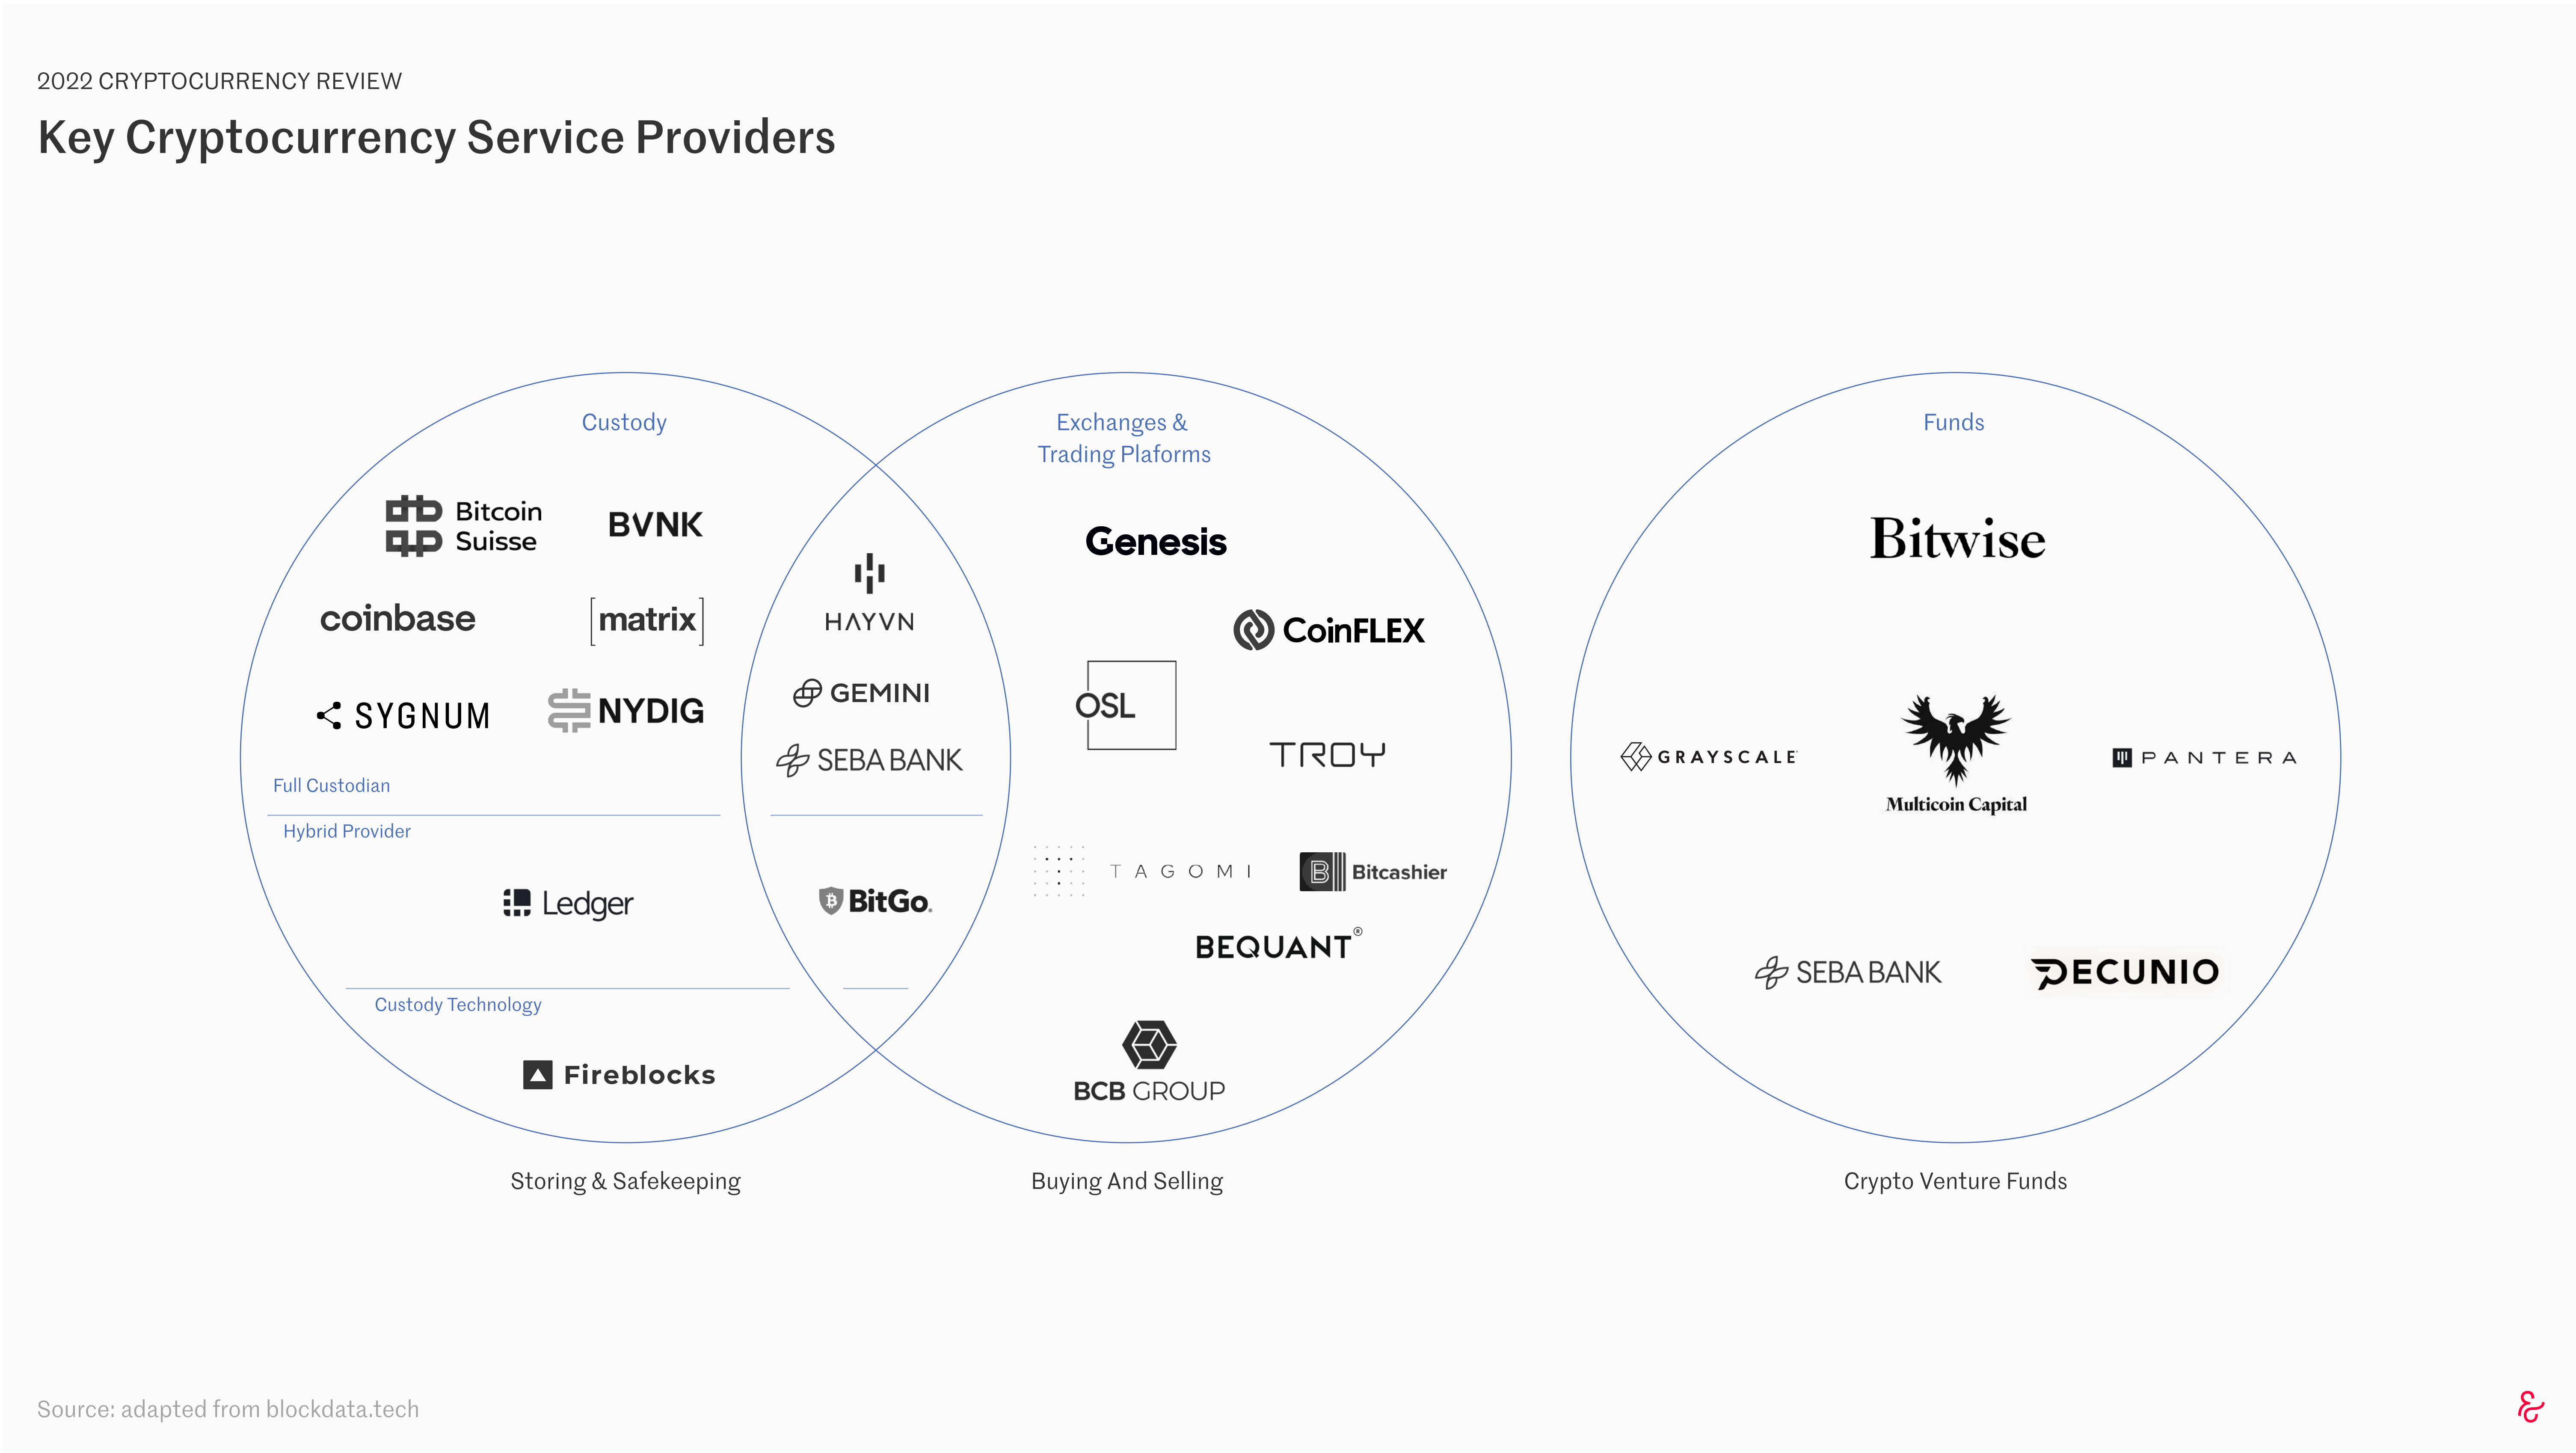 2022 CRYPTOCURRENCY REVIEW
Key Cryptocurrency Service Providers
Custody
Bitcoin
Suisse
BVNK
coinbase
[matrix]
SYGNUM
NYDIG
Full Custodian
Hybrid Provider
Ledger
Custody Technology
Fireblocks
HAYVN
GEMINI
SEBA BANK
BitGo
Exchanges &
Trading Plaforms
Genesis
CoinFLEX
OSL
TROY
TAGOMI
B Bitcashier
BEQUANT®
BCB GROUP
Funds
Bitwise
GRAYSCALE
Multicoin Capital
PANTERA
SEBA BANK
PECUNIO
Storing & Safekeeping
Buying And Selling
Crypto Venture Funds
Source: adapted from blockdata.tech
&